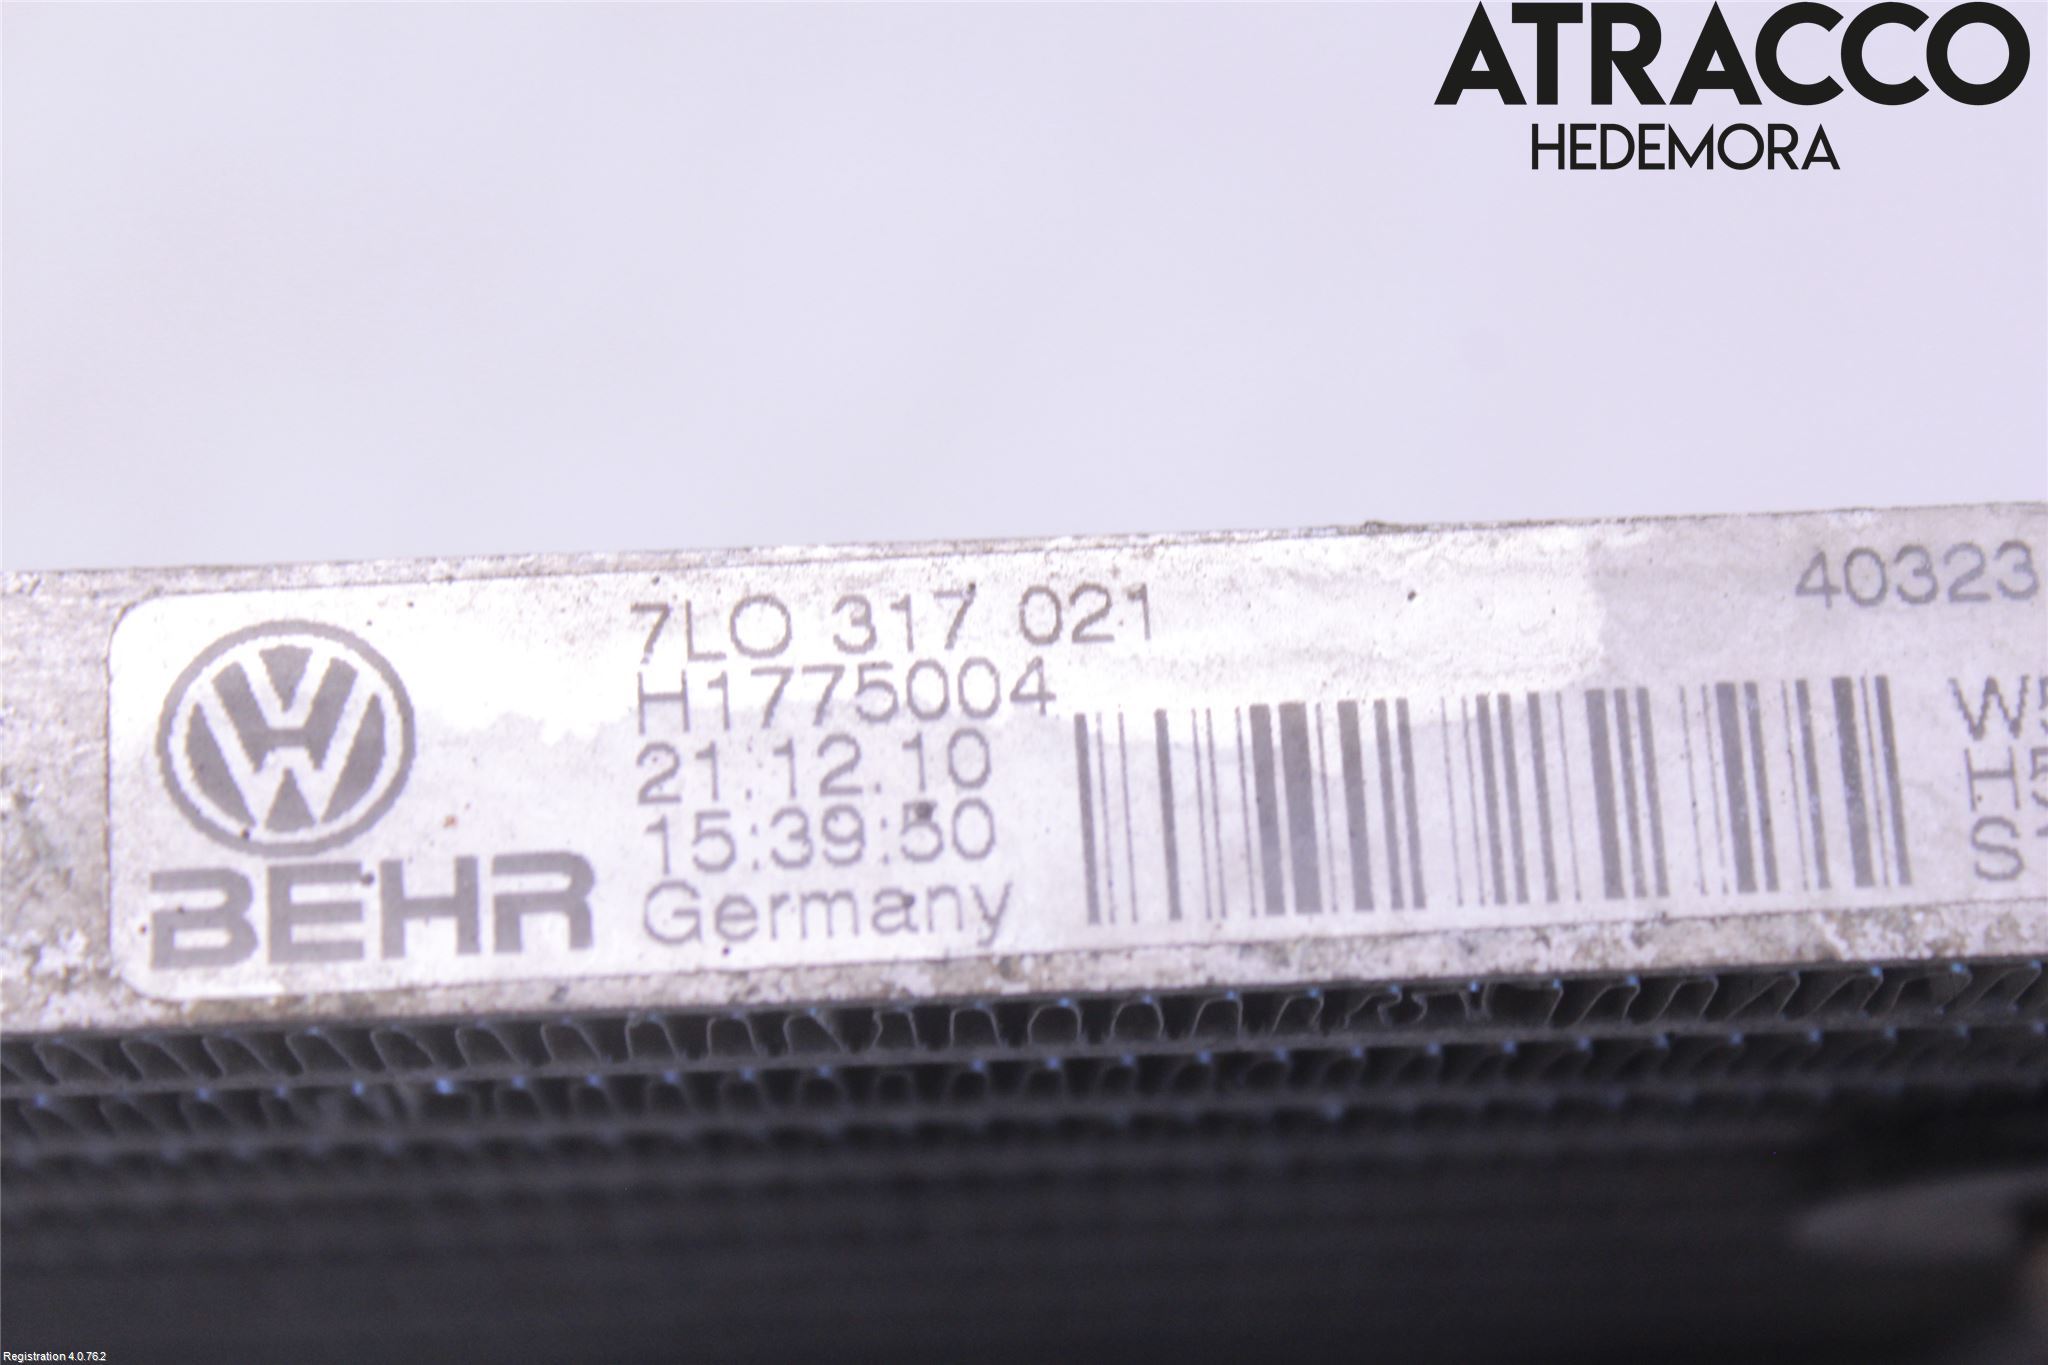 ATRACCO
HEDEMORA
7L0 317 021
H1775004
21.12.10
15:39:50
Germany
BEHR
40323
Registration 4.0.76.2